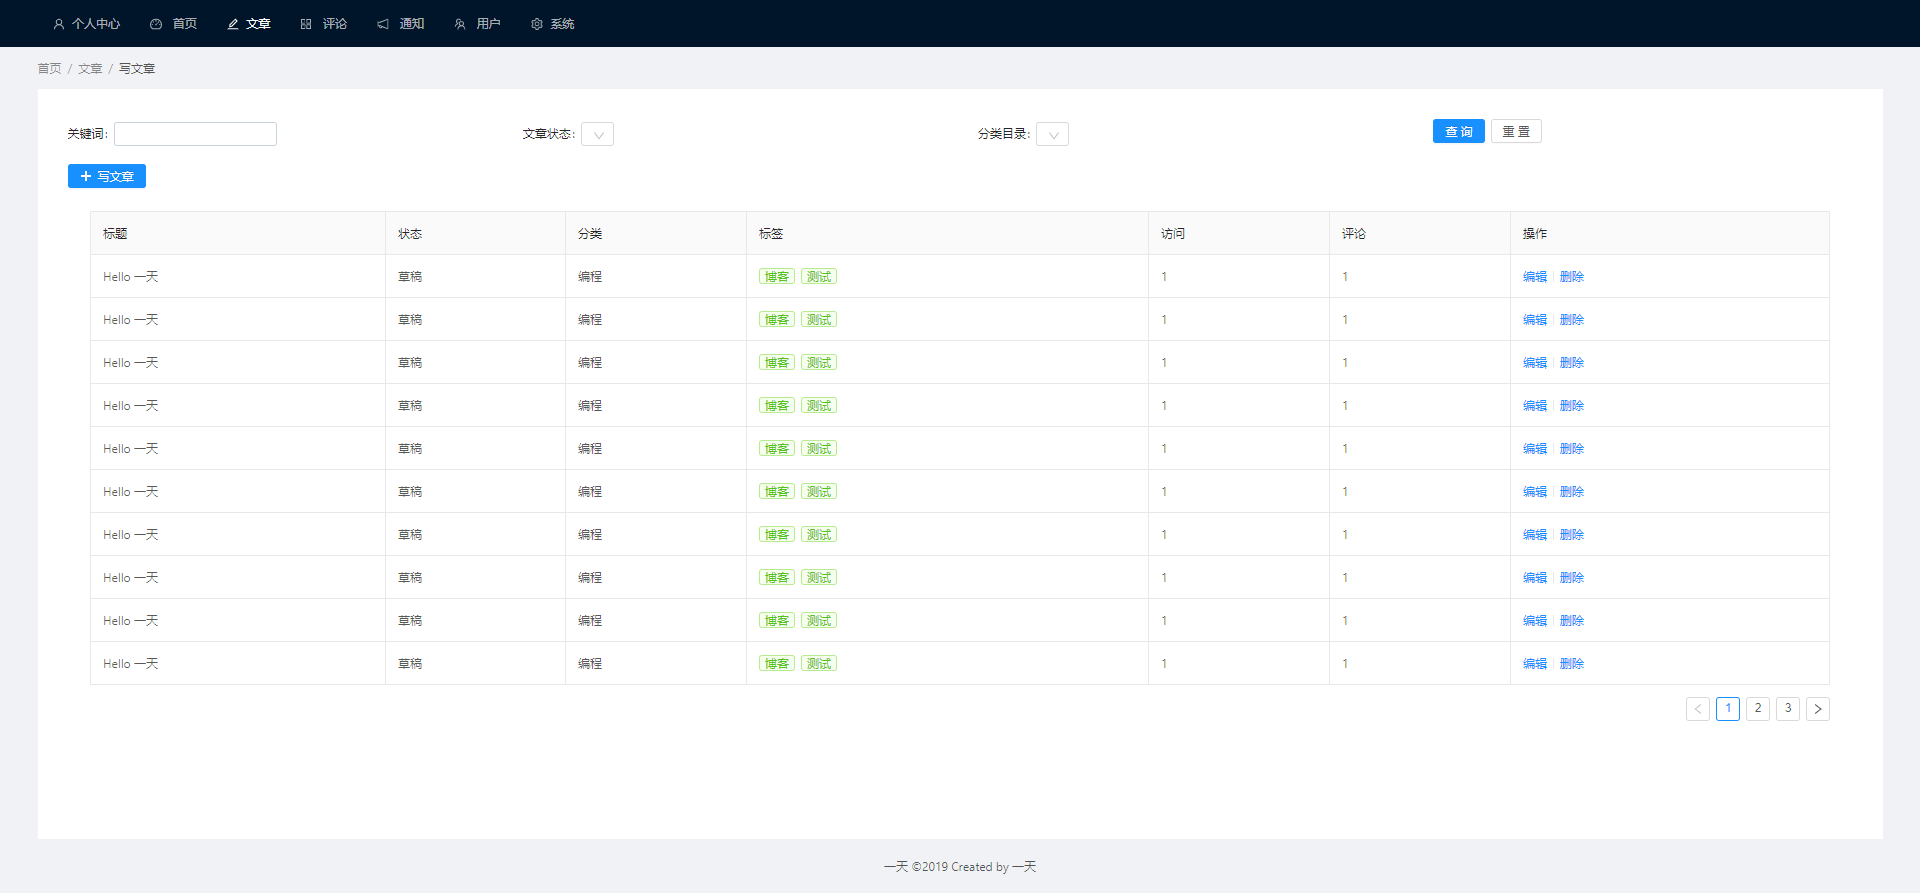 个人中心 首页 文章 评论 通知 用户 系统
首页 / 文章 / 写文章
关键词: 文章状态: 分类目录: 查 询 重 置
写文章
标题 状态 分类 标签 访问 评论 操作
Hello 一天 草稿 编程 博客 测试 1 1 编辑 删除
Hello 一天 草稿 编程 博客 测试 1 1 编辑 删除
Hello 一天 草稿 编程 博客 测试 1 1 编辑 删除
Hello 一天 草稿 编程 博客 测试 1 1 编辑 删除
Hello 一天 草稿 编程 博客 测试 1 1 编辑 删除
Hello 一天 草稿 编程 博客 测试 1 1 编辑 删除
Hello 一天 草稿 编程 博客 测试 1 1 编辑 删除
Hello 一天 草稿 编程 博客 测试 1 1 编辑 删除
Hello 一天 草稿 编程 博客 测试 1 1 编辑 删除
Hello 一天 草稿 编程 博客 测试 1 1 编辑 删除
1 2 3
一天 ©2019 Created by 一天